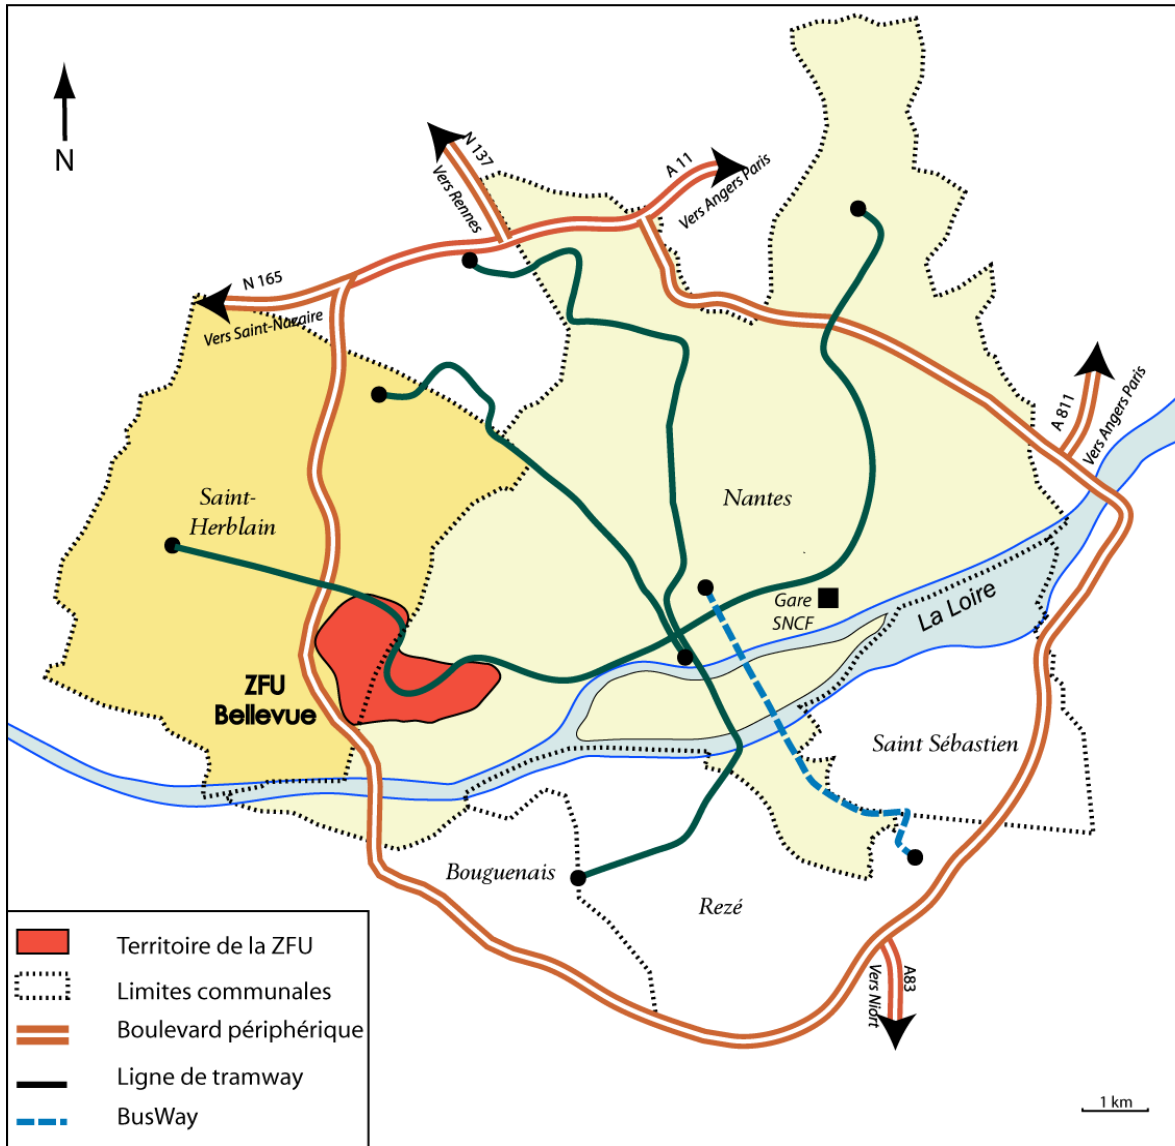 N
N 137
Vers Rennes
A 11
Vers Angers Paris
N 165
Vers Saint-Nazaire
A 811
Vers Angers Paris
Saint-
Herblain
Nantes
Gare
SNCF
La Loire
ZFU
Bellevue
Saint Sébastien
Bouguenais
Rezé
A83
Vers Niort
Territoire de la ZFU
Limites communales
Boulevard périphérique
Ligne de tramway
BusWay
1 km